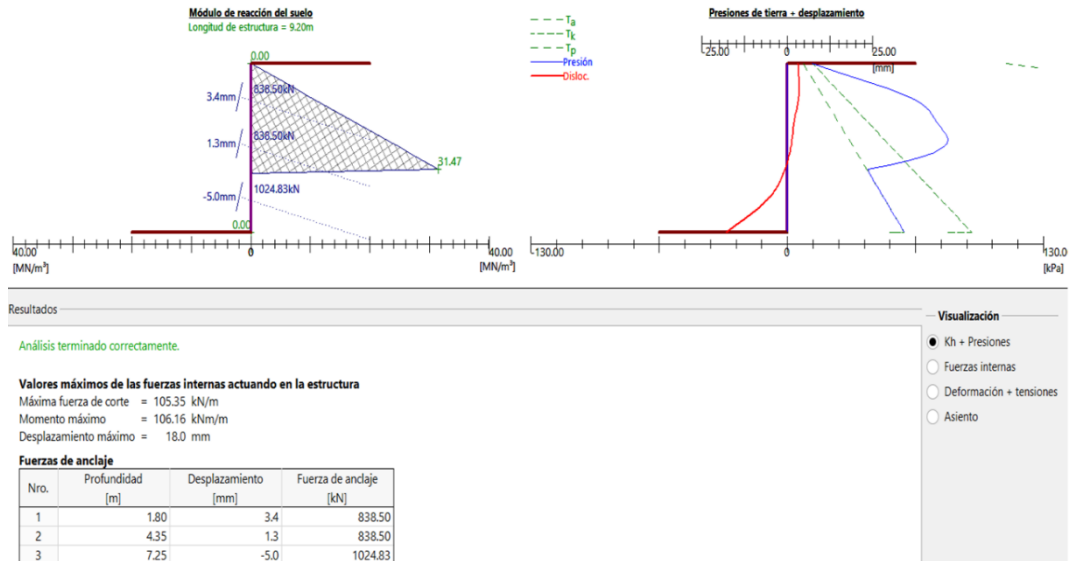 Módulo de reacción del suelo
Longitud de estructura = 9.20m
0.00
838.50kN
3.4mm
838.50kN
1.3mm
31.47
1024.83kN
-5.0mm
0.00
40.00
0
40.00
[MN/m³]
[MN/m³]
Ta
Tk
Tp
Presión
Disloc.
Presiones de tierra + desplazamiento
-25.00
0
25.00
[mm]
-130.00
0
130.0
[kPa]
Resultados
Análisis terminado correctamente.
Valores máximos de las fuerzas internas actuando en la estructura
Máxima fuerza de corte = 105.35 kN/m
Momento máximo = 106.16 kNm/m
Desplazamiento máximo = 18.0 mm
Fuerzas de anclaje
Nro. Profundidad Desplazamiento Fuerza de anclaje
[m] [mm] [kN]
1 1.80 3.4 838.50
2 4.35 1.3 838.50
3 7.25 -5.0 1024.83
Visualización
Kh + Presiones
Fuerzas internas
Deformación + tensiones
Asiento